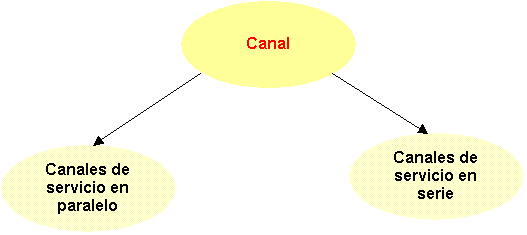 Canal
Canales de
servicio en
paralelo
Canales de
servicio en
serie